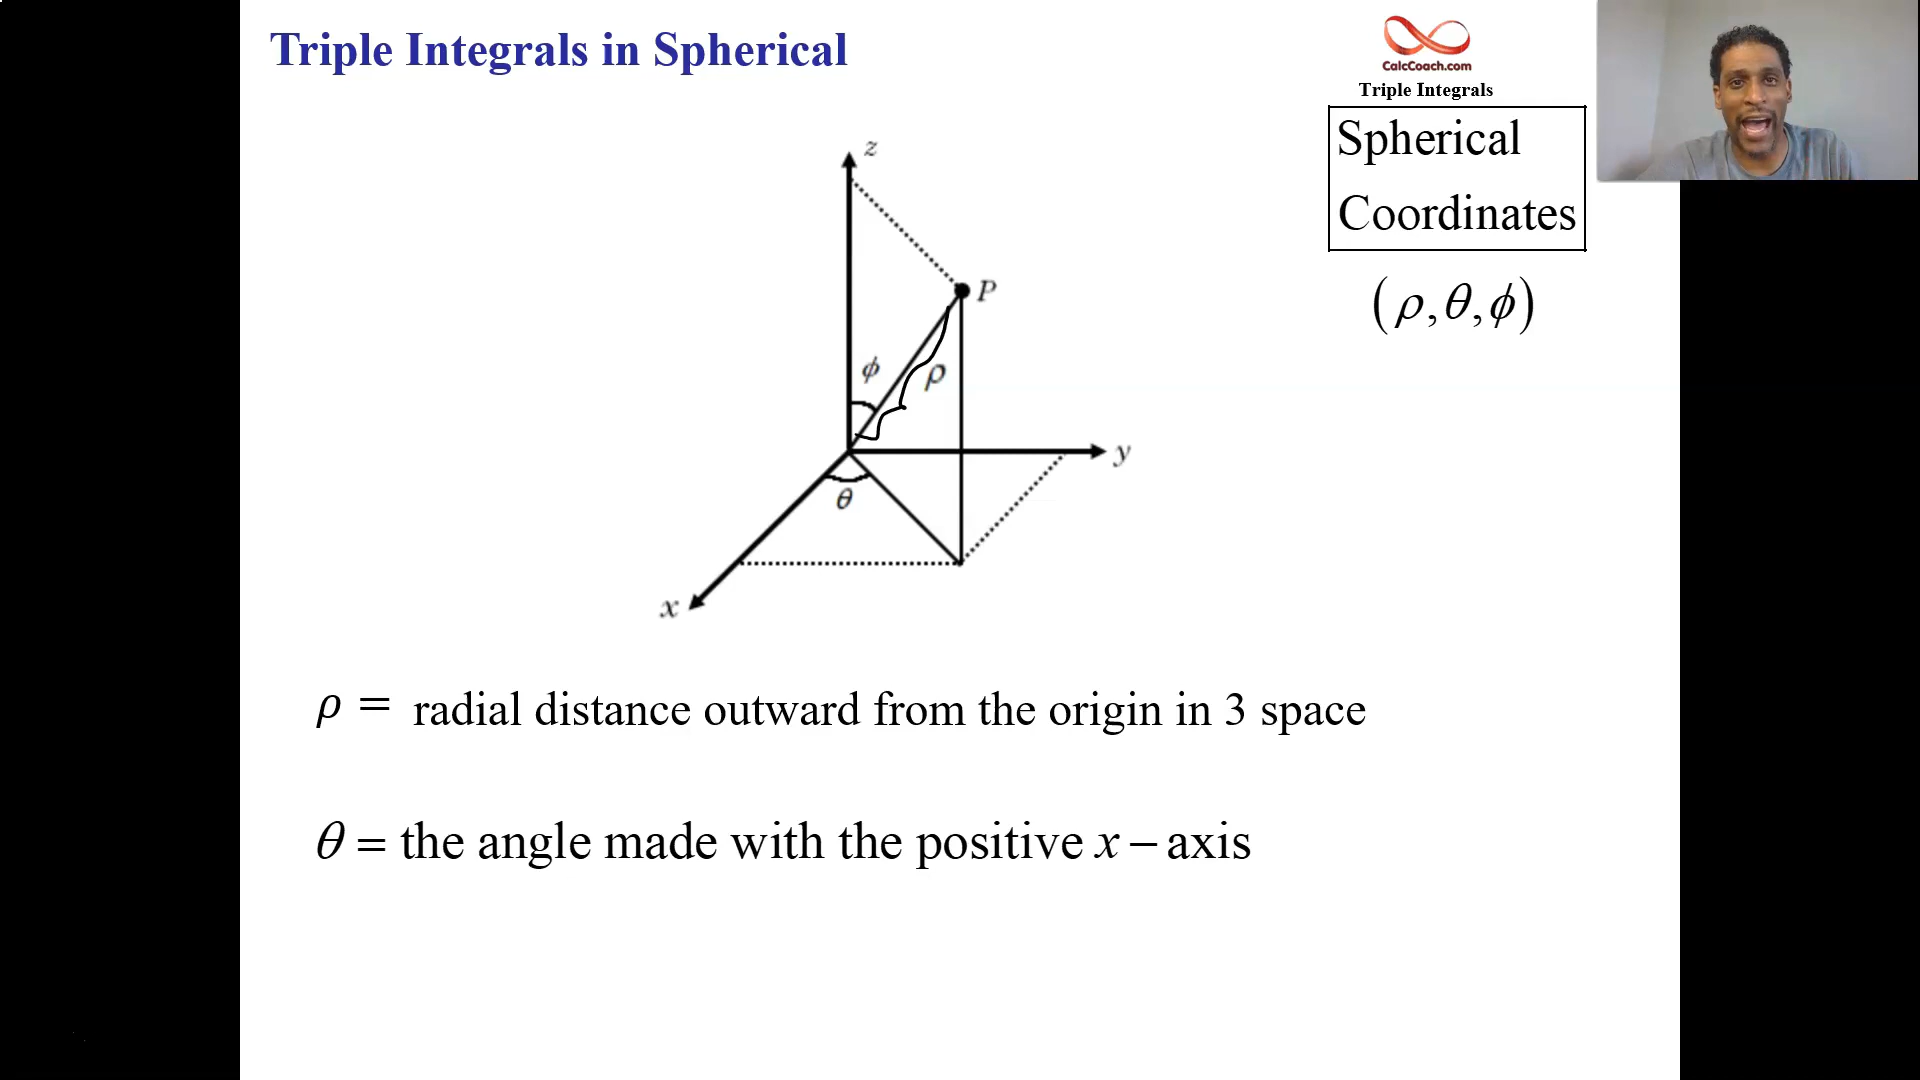 Triple Integrals in Spherical
CalcCoach.com
Triple Integrals
Spherical
Coordinates
(ρ,θ,ϕ)
z
P
ϕ
ρ
y
θ
x
ρ = radial distance outward from the origin in 3 space
θ = the angle made with the positive x – axis